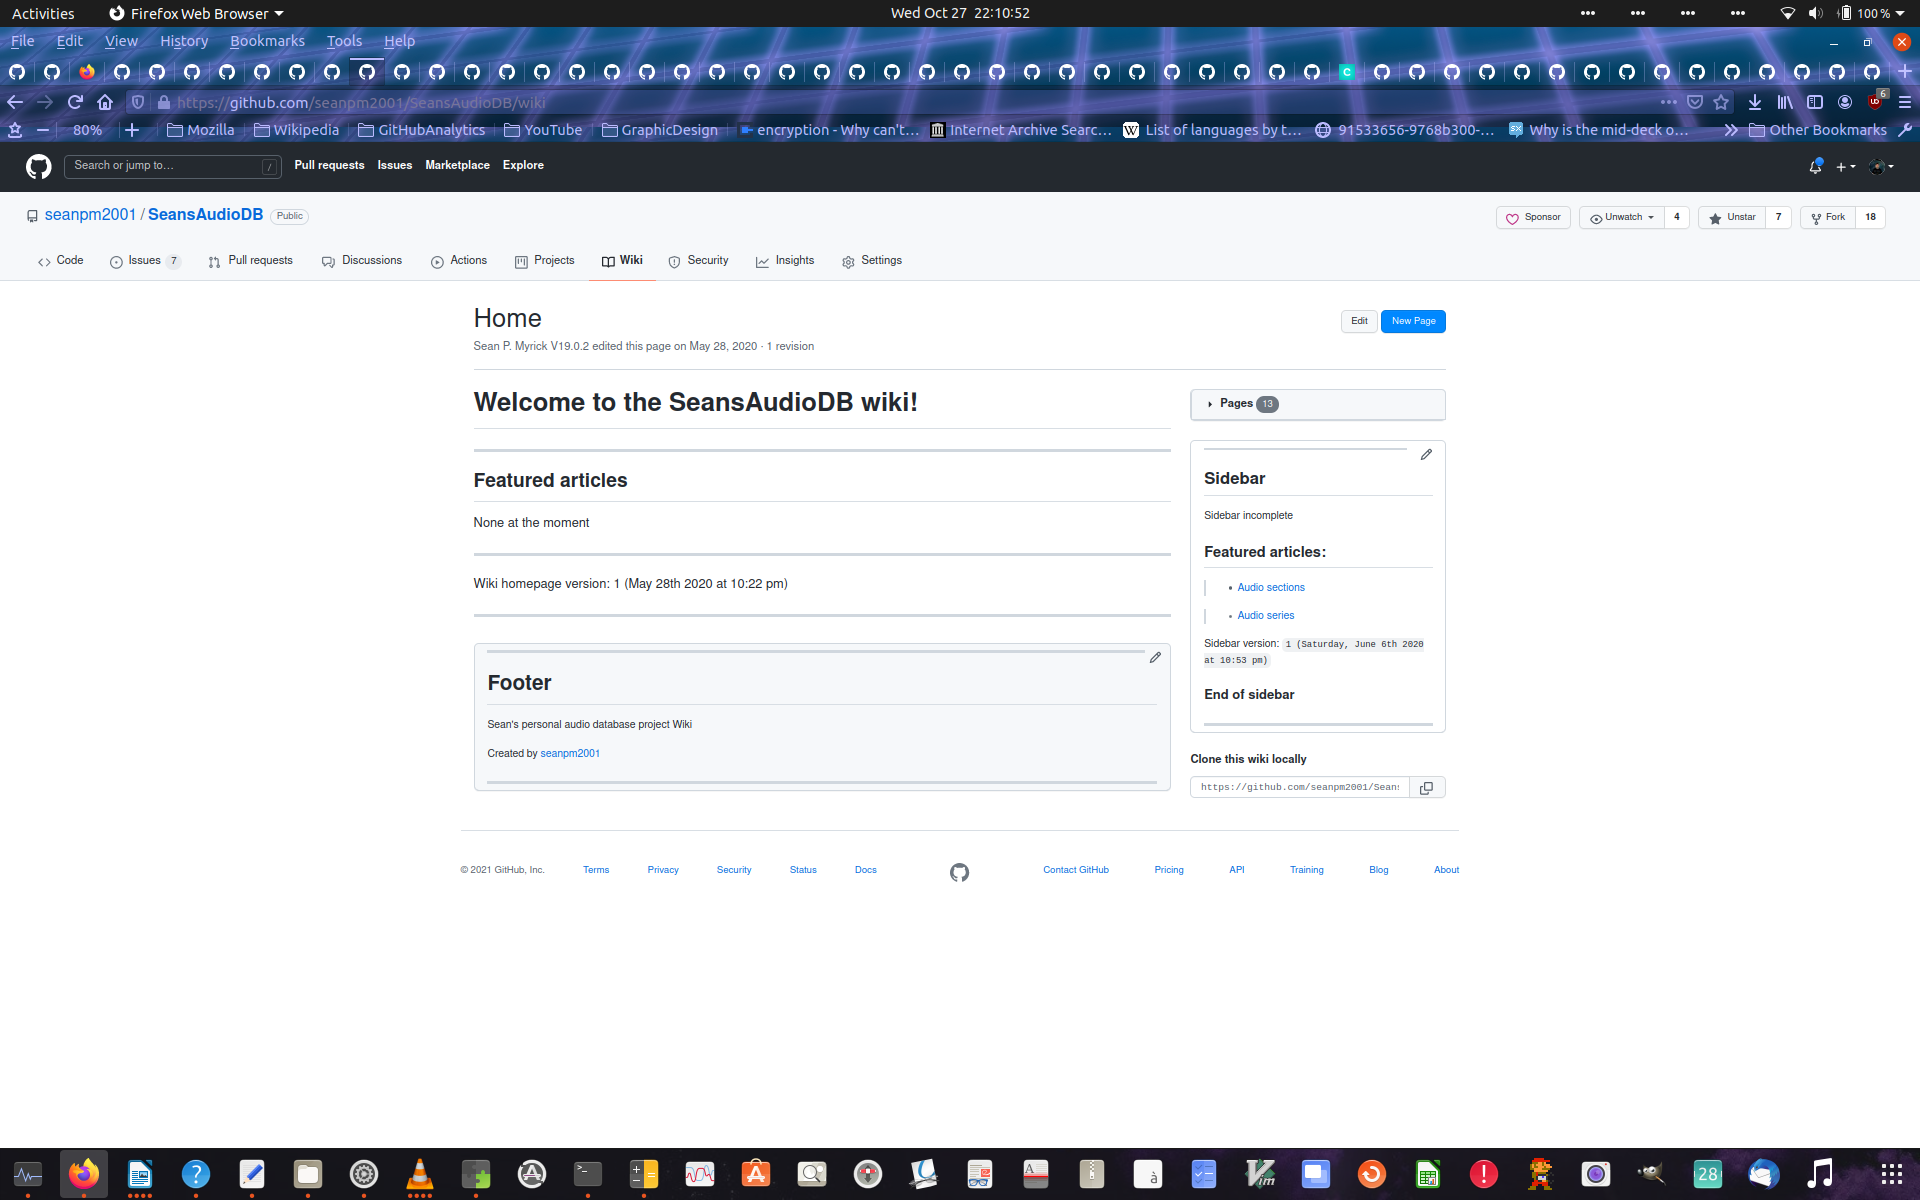 Activities
Firefox Web Browser
Wed Oct 27 22:10:52
100 %
File Edit View History Bookmarks Tools Help
https://github.com/seanpm2001/SeansAudioDB/wiki
6
80%
Mozilla
Wikipedia
GitHubAnalytics
YouTube
GraphicDesign
encryption - Why can't…
Internet Archive Searc…
List of languages by t…
91533656-9768b300-…
Why is the mid-deck o…
Other Bookmarks
Search or jump to… /
Pull requests Issues Marketplace Explore
seanpm2001 / SeansAudioDB Public
Sponsor
Unwatch 4
Unstar 7
Fork 18
Code
Issues 7
Pull requests
Discussions
Actions
Projects
Wiki
Security
Insights
Settings
Home
Edit
New Page
Sean P. Myrick V19.0.2 edited this page on May 28, 2020 · 1 revision
Welcome to the SeansAudioDB wiki!
Featured articles
None at the moment
Wiki homepage version: 1 (May 28th 2020 at 10:22 pm)
Footer
Sean's personal audio database project Wiki
Created by seanpm2001
Pages 13
Sidebar
Sidebar incomplete
Featured articles:
• Audio sections
• Audio series
Sidebar version: 1 (Saturday, June 6th 2020
at 10:53 pm)
End of sidebar
Clone this wiki locally
https://github.com/seanpm2001/Seans
© 2021 GitHub, Inc.
Terms
Privacy
Security
Status
Docs
Contact GitHub
Pricing
API
Training
Blog
About
28